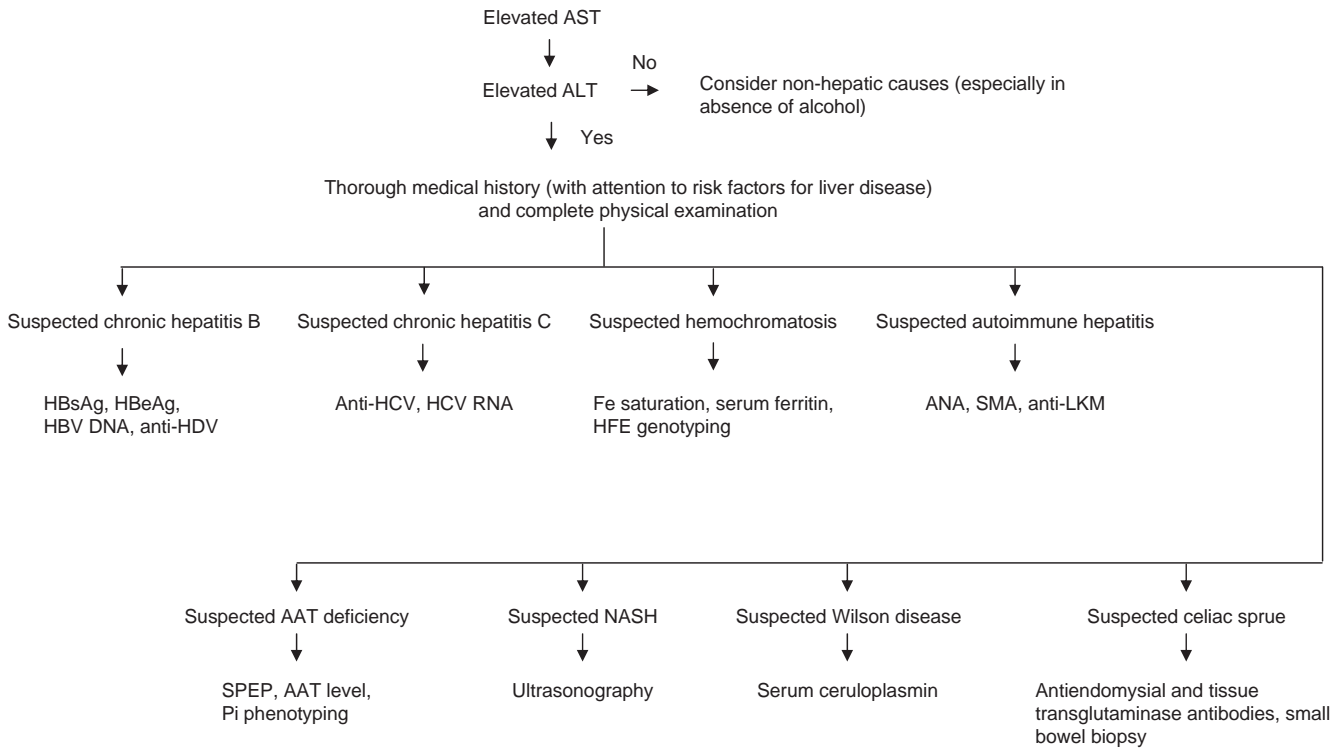 Elevated AST
No
Elevated ALT
Consider non-hepatic causes (especially in
absence of alcohol)
Yes
Thorough medical history (with attention to risk factors for liver disease)
and complete physical examination
Suspected chronic hepatitis B
Suspected chronic hepatitis C
Suspected hemochromatosis
Suspected autoimmune hepatitis
HBsAg, HBeAg,
HBV DNA, anti-HDV
Anti-HCV, HCV RNA
Fe saturation, serum ferritin,
HFE genotyping
ANA, SMA, anti-LKM
Suspected AAT deficiency
Suspected NASH
Suspected Wilson disease
Suspected celiac sprue
SPEP, AAT level,
Pi phenotyping
Ultrasonography
Serum ceruloplasmin
Antiendomysial and tissue
transglutaminase antibodies, small
bowel biopsy